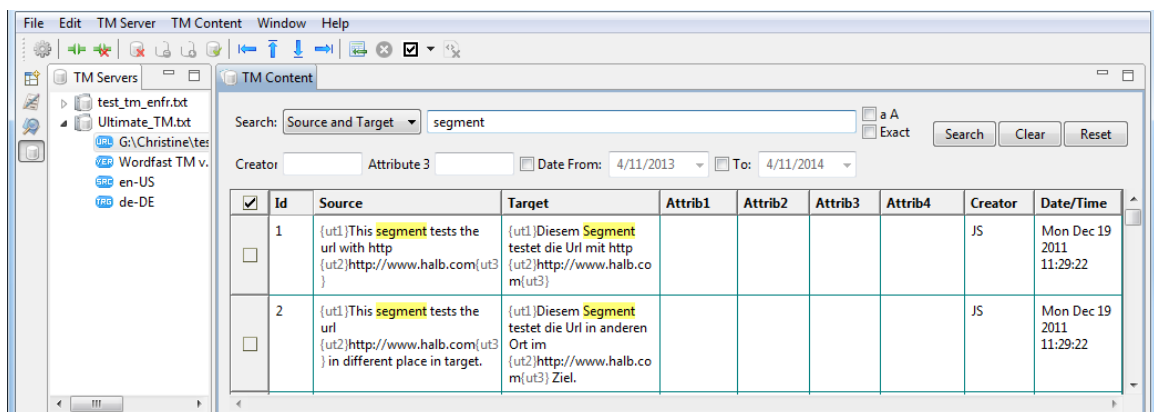 File Edit TM Server TM Content Window Help
TM Servers
test_tm_enfr.txt
Ultimate_TM.txt
URL G:\Christine\tes
VER Wordfast TM v.
SRC en-US
TRG de-DE
TM Content
Search: Source and Target segment
a A
Exact
Search Clear Reset
Creator Attribute 3 Date From: 4/11/2013 To: 4/11/2014
Id Source Target Attrib1 Attrib2 Attrib3 Attrib4 Creator Date/Time
1
{ut1}This segment tests the
url with http
{ut2}http://www.halb.com{ut3
}
{ut1}Diesem Segment
testet die Url mit http
{ut2}http://www.halb.co
m{ut3}
JS
Mon Dec 19
2011
11:29:22
2
{ut1}This segment tests the
url
{ut2}http://www.halb.com{ut3
} in different place in target.
{ut1}Diesem Segment
testet die Url in anderen
Ort im
{ut2}http://www.halb.co
m{ut3} Ziel.
JS
Mon Dec 19
2011
11:29:22